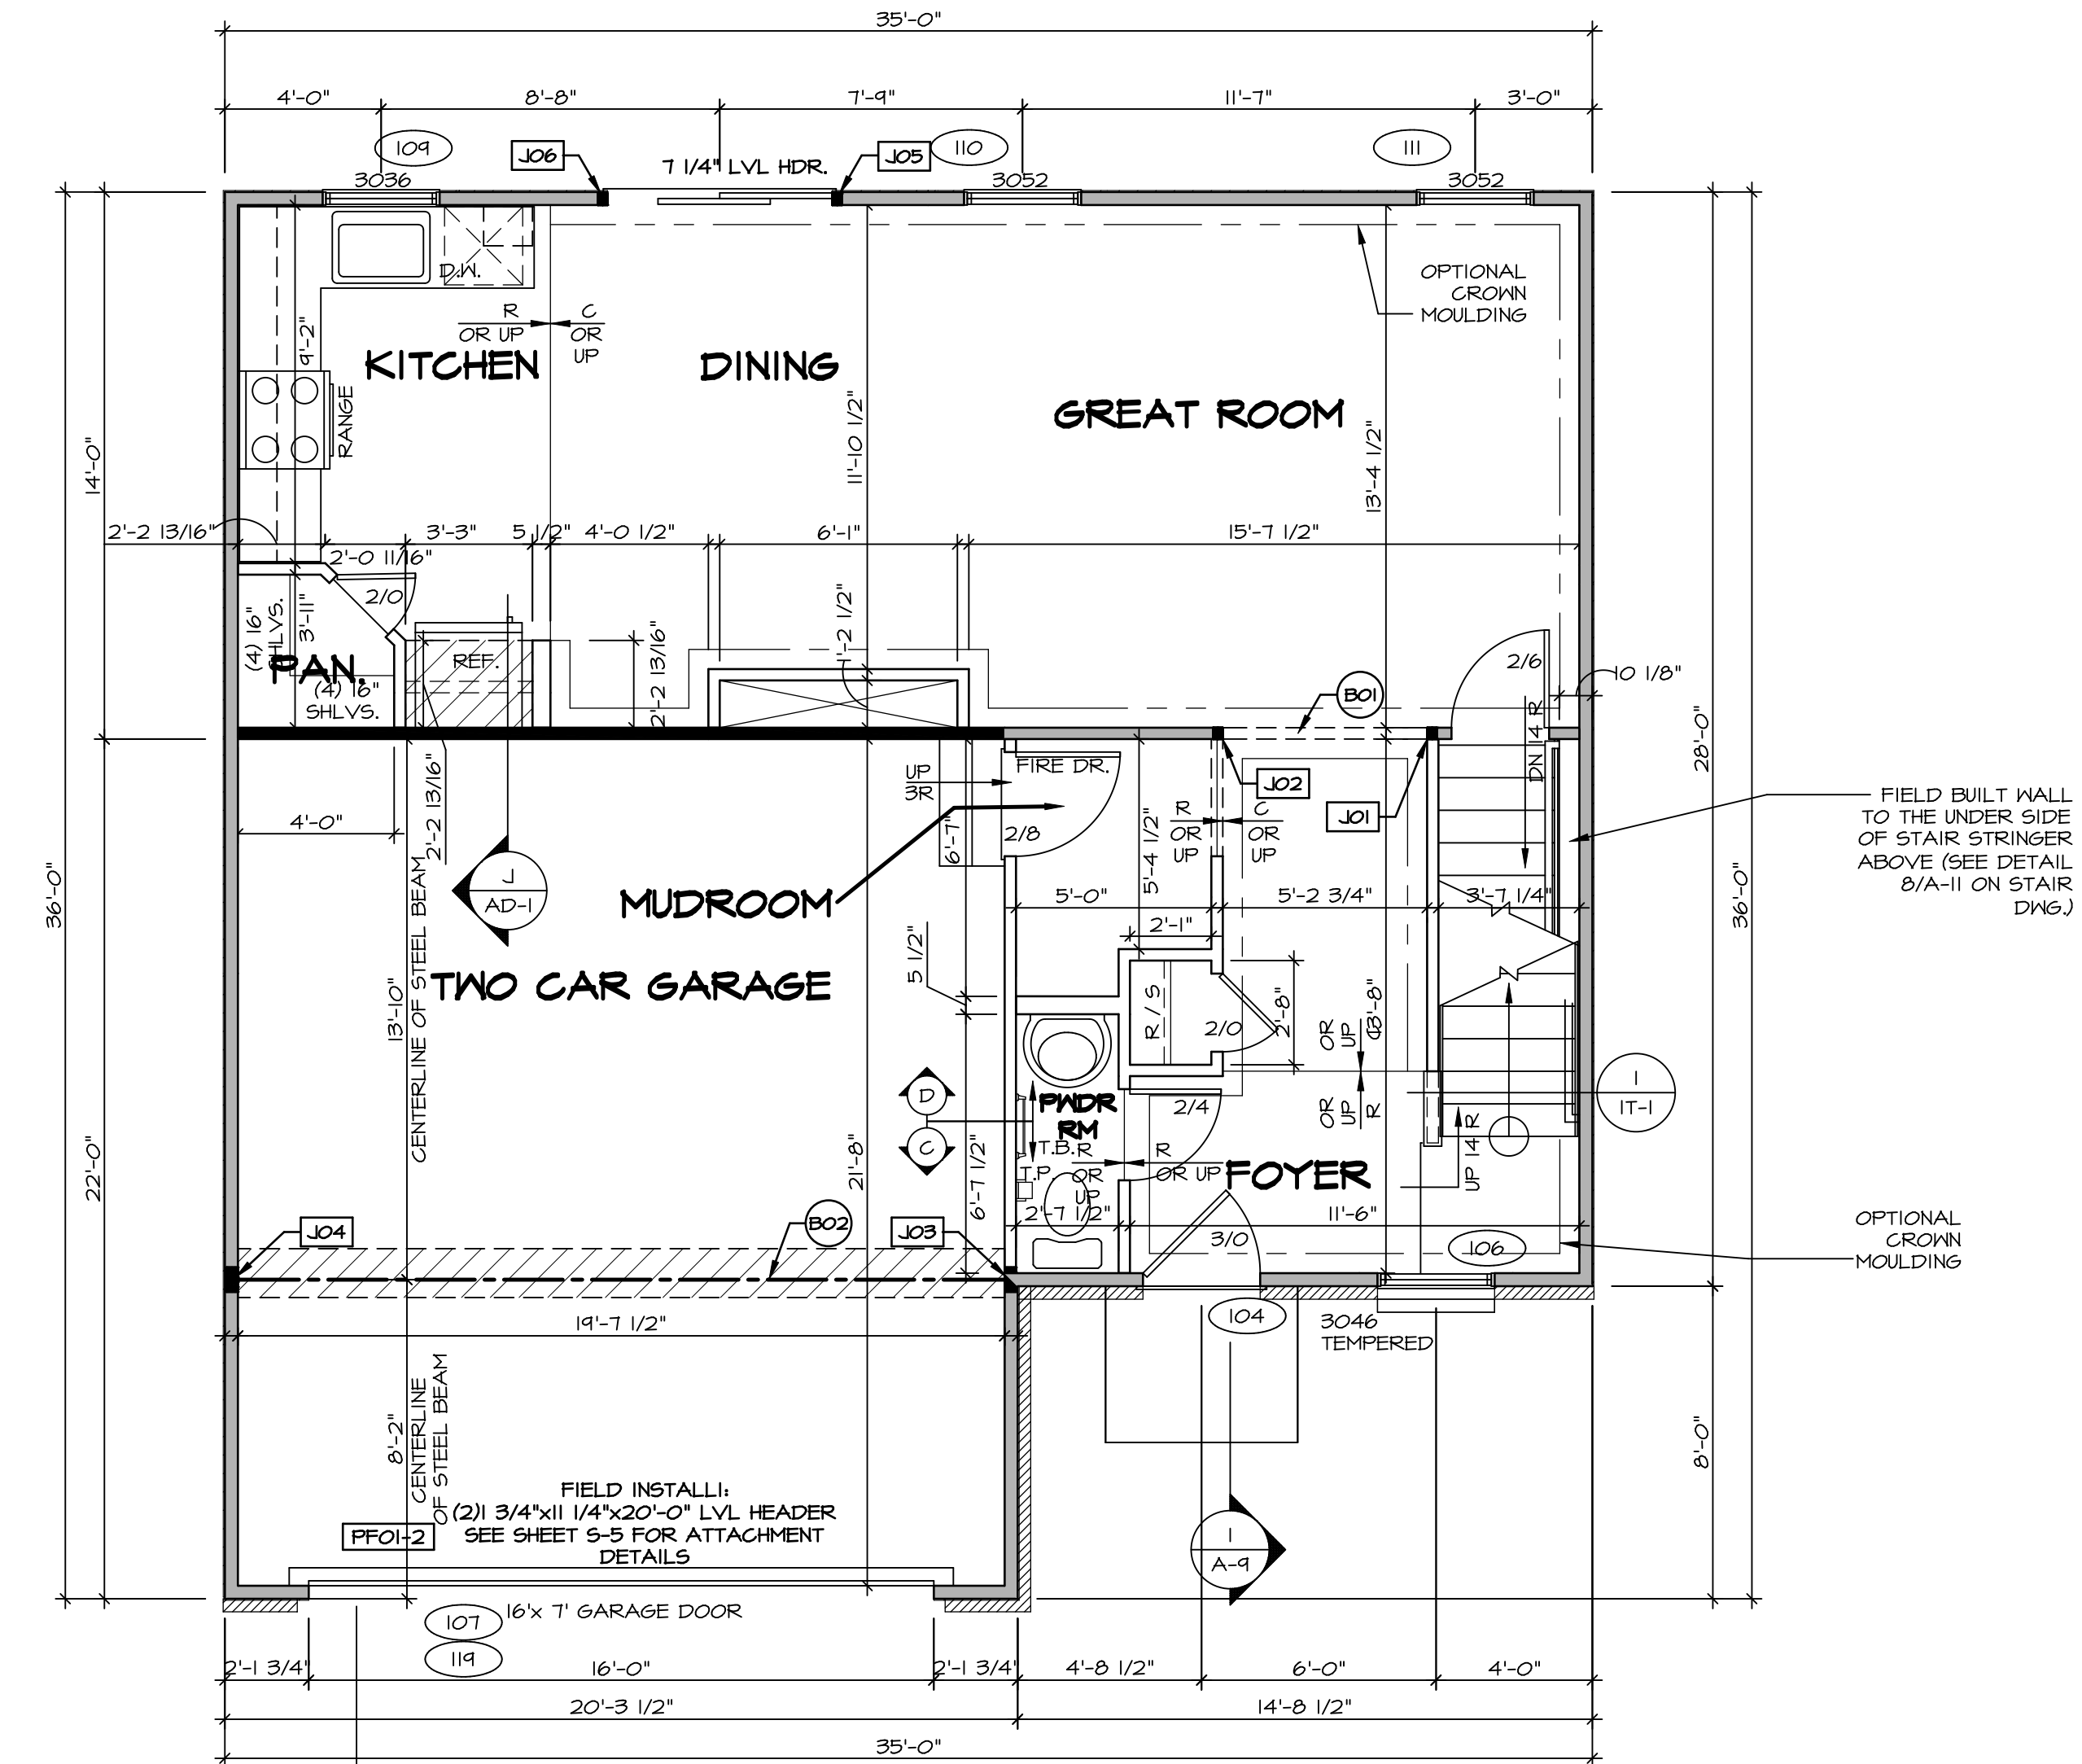 35'-0"
4'-0"
8'-8"
7'-9"
11'-7"
3'-0"
109
J06
7 1/4" LVL HDR.
J05
110
111
3036
3052
3052
D.W.
OPTIONAL
CROWN
MOULDING
R
OR UP
C
OR
UP
9'-2"
KITCHEN
DINING
GREAT ROOM
RANGE
11'-10 1/2"
13'-4 1/2"
14'-0"
2'-2 13/16"
3'-3"
5 1/2"
4'-0 1/2"
6'-1"
15'-7 1/2"
2'-0 11/16"
2/0
(4) 16"
SHLVS.
3'-11"
PAN.
(4) 16"
SHLVS.
REF.
2'-2 13/16"
1'-2 1/2"
2/6
10 1/8"
B01
DN 14 R
28'-0"
UP
3R
FIRE DR.
J02
J01
R
OR
UP
C
OR
UP
FIELD BUILT WALL
TO THE UNDER SIDE
OF STAIR STRINGER
ABOVE (SEE DETAIL
8/A-11 ON STAIR
DWG.)
4'-0"
2'-2 13/16"
6'-7"
2/8
5'-4 1/2"
36'-0"
36'-0"
J
AD-1
MUDROOM
5'-0"
5'-2 3/4"
3'-7 1/4"
2'-1"
5 1/2"
TWO CAR GARAGE
13'-10"
CENTERLINE OF STEEL BEAM
R / S
2/0
2'-8"
OR
UP
C
13'-8"
D
C
PWDR
RM
2/4
OR
UP
R
1
IT-1
22'-0"
21'-8"
6'-7 1/2"
T.B.
T.P.
R
OR
UP
R
OR UP
FOYER
UP 14 R
J04
B02
J03
2'-7 1/2"
11'-6"
3/0
106
OPTIONAL
CROWN
MOULDING
19'-7 1/2"
104
3046
TEMPERED
8'-2"
CENTERLINE
OF STEEL BEAM
8'-0"
FIELD INSTALLI:
(2)1 3/4"x11 1/4"x20'-0" LVL HEADER
SEE SHEET S-5 FOR ATTACHMENT
DETAILS
PF01-2
1
A-9
107
16'x 7' GARAGE DOOR
119
2'-1 3/4"
16'-0"
2'-1 3/4"
4'-8 1/2"
6'-0"
4'-0"
20'-3 1/2"
14'-8 1/2"
35'-0"